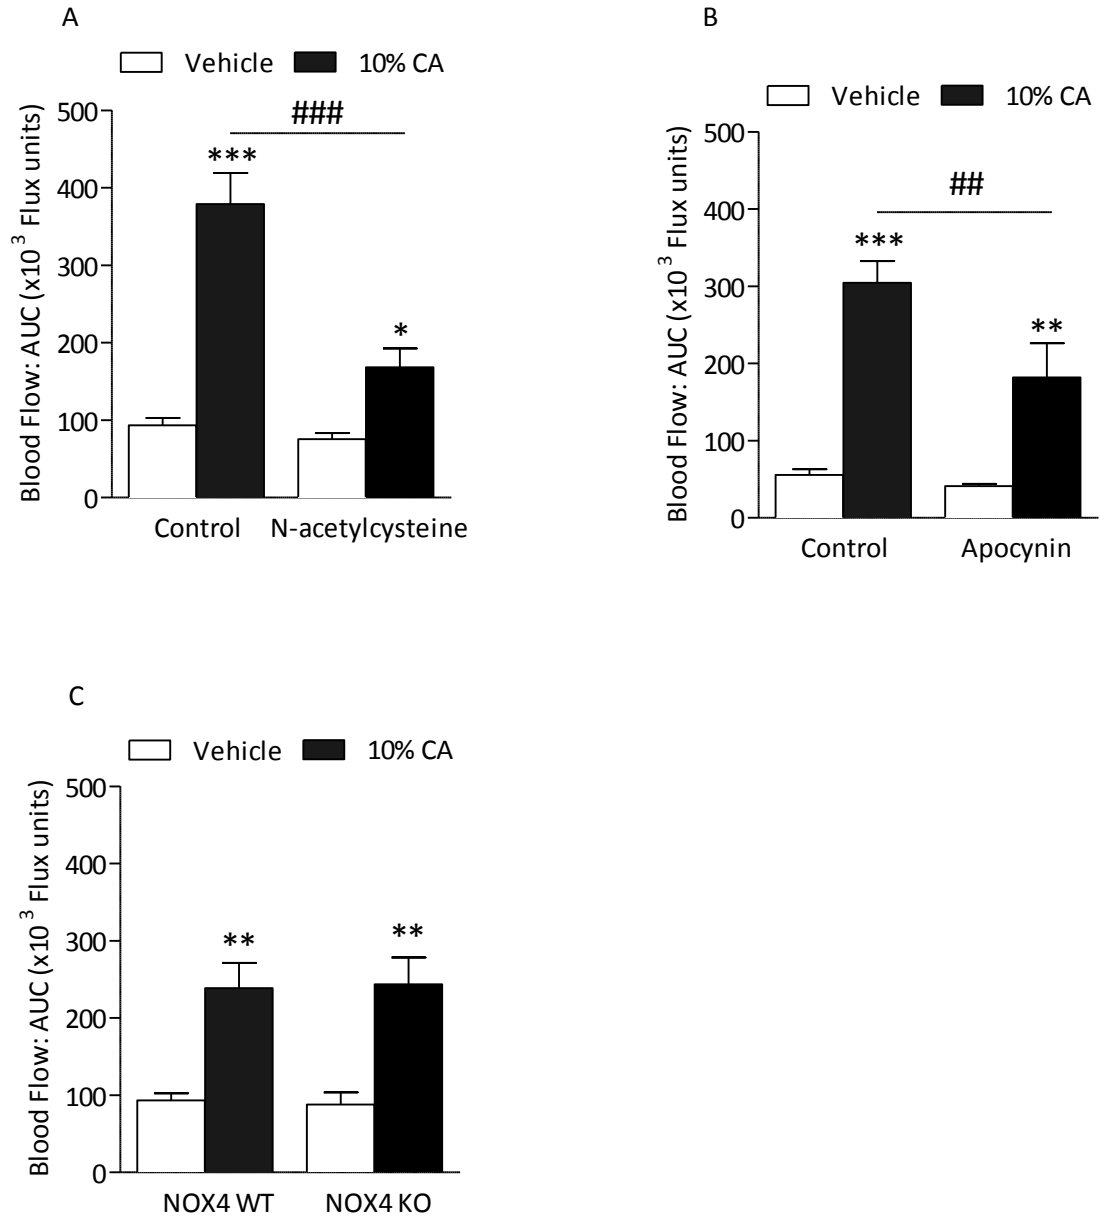 A
Vehicle 10% CA
Blood Flow: AUC (x10³ Flux units)
500
400
300
200
100
0
###
***
*
Control N-acetylcysteine
B
Vehicle 10% CA
Blood Flow: AUC (x10³ Flux units)
500
400
300
200
100
0
##
***
**
Control Apocynin
C
Vehicle 10% CA
Blood Flow: AUC (x10³ Flux units)
500
400
300
200
100
0
** **
NOX4 WT NOX4 KO